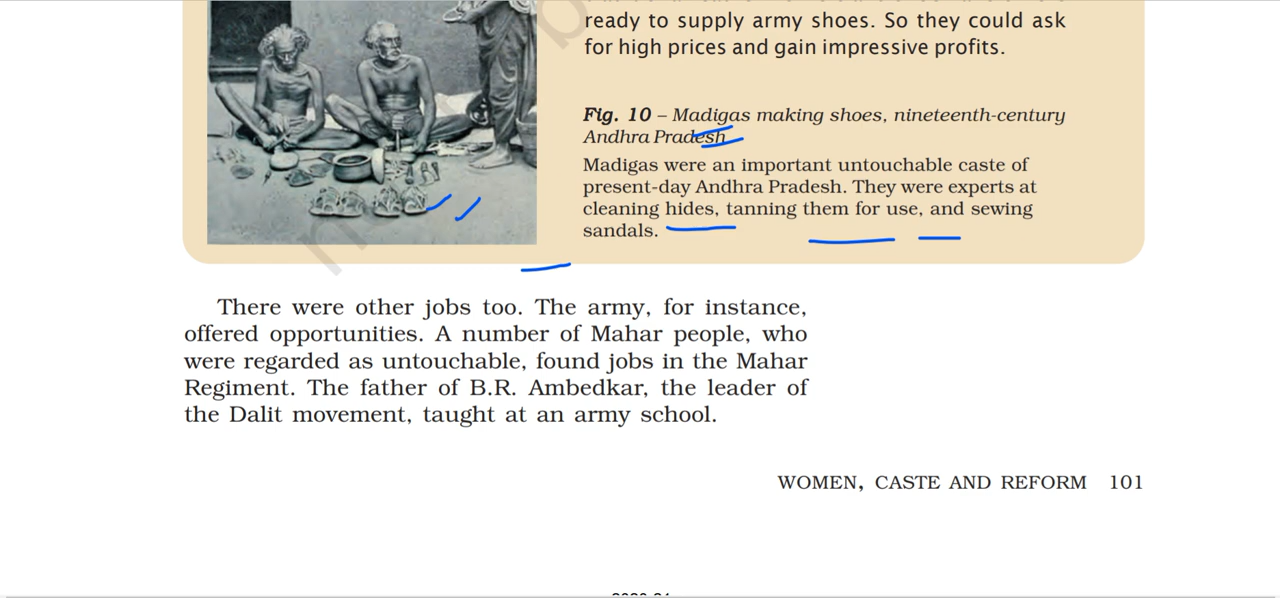 ready to supply army shoes. So they could ask
for high prices and gain impressive profits.
Fig. 10 – Madigas making shoes, nineteenth-century
Andhra Pradesh
Madigas were an important untouchable caste of
present-day Andhra Pradesh. They were experts at
cleaning hides, tanning them for use, and sewing
sandals.
There were other jobs too. The army, for instance,
offered opportunities. A number of Mahar people, who
were regarded as untouchable, found jobs in the Mahar
Regiment. The father of B.R. Ambedkar, the leader of
the Dalit movement, taught at an army school.
WOMEN, CASTE AND REFORM 101